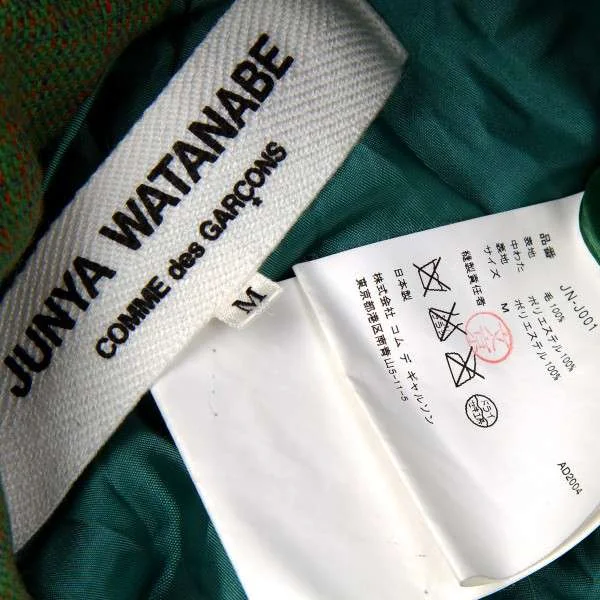 JUNYA WATANABE
COMME des GARÇONS
M
品番 JN-J001
表地 毛 100%
中わた ポリエステル 100%
裏地 ポリエステル 100%
サイズ M
縫製責任者
日本製
株式会社 コム デ ギャルソン
東京都港区南青山5-11-5
ドライ
AD2004